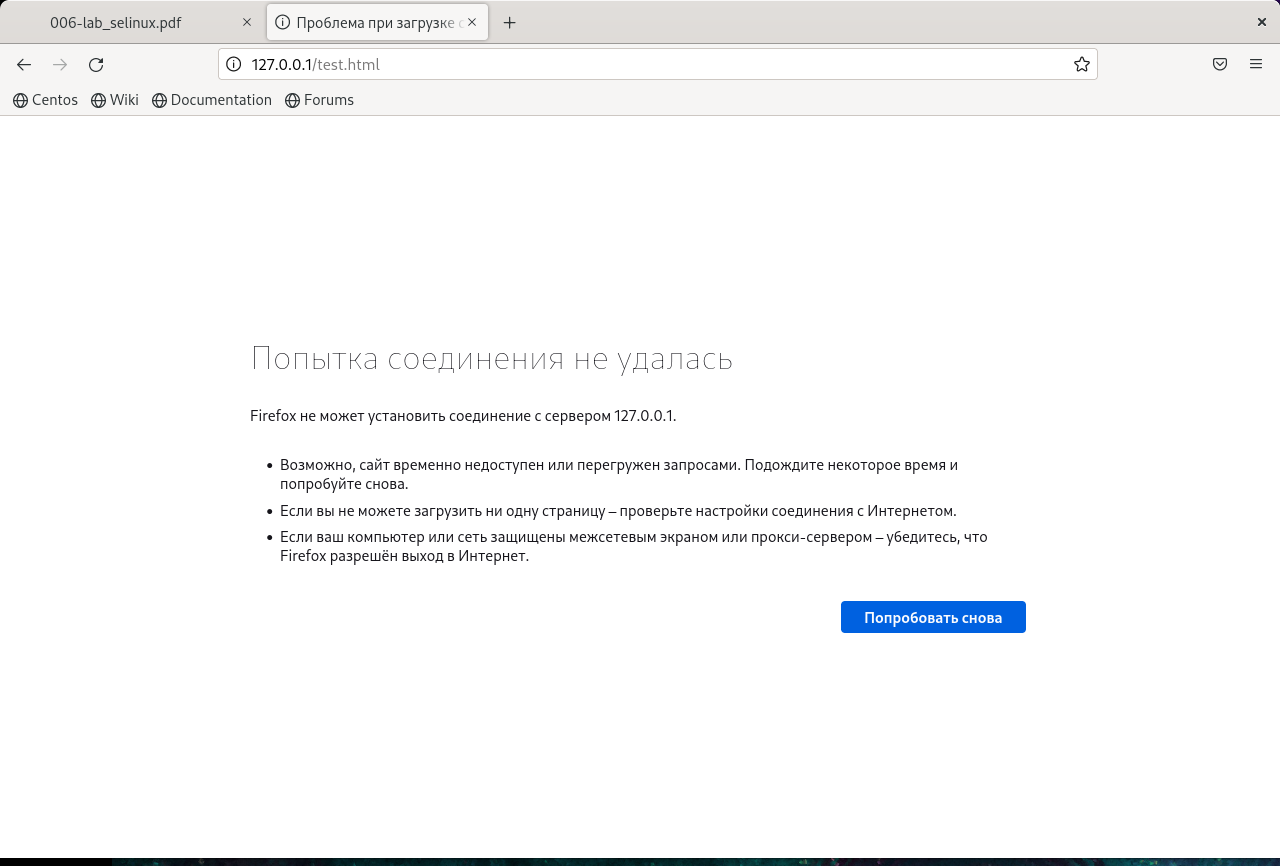 006-lab_selinux.pdf
Проблема при загрузке с
127.0.0.1/test.html
Centos Wiki Documentation Forums
Попытка соединения не удалась
Firefox не может установить соединение с сервером 127.0.0.1.
Возможно, сайт временно недоступен или перегружен запросами. Подождите некоторое время и
попробуйте снова.
Если вы не можете загрузить ни одну страницу – проверьте настройки соединения с Интернетом.
Если ваш компьютер или сеть защищены межсетевым экраном или прокси-сервером – убедитесь, что
Firefox разрешён выход в Интернет.
Попробовать снова